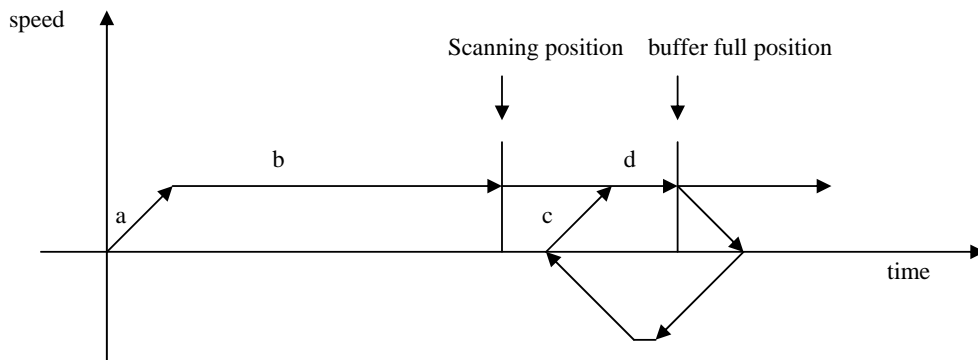 speed
Scanning position
buffer full position
b
d
a
c
time